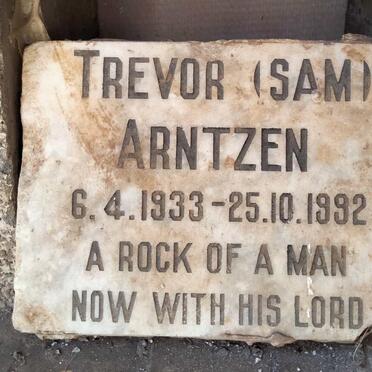 TREVOR (SAM)
ARNTZEN
6.4.1933-25.10.1992
A ROCK OF A MAN
NOW WITH HIS LORD